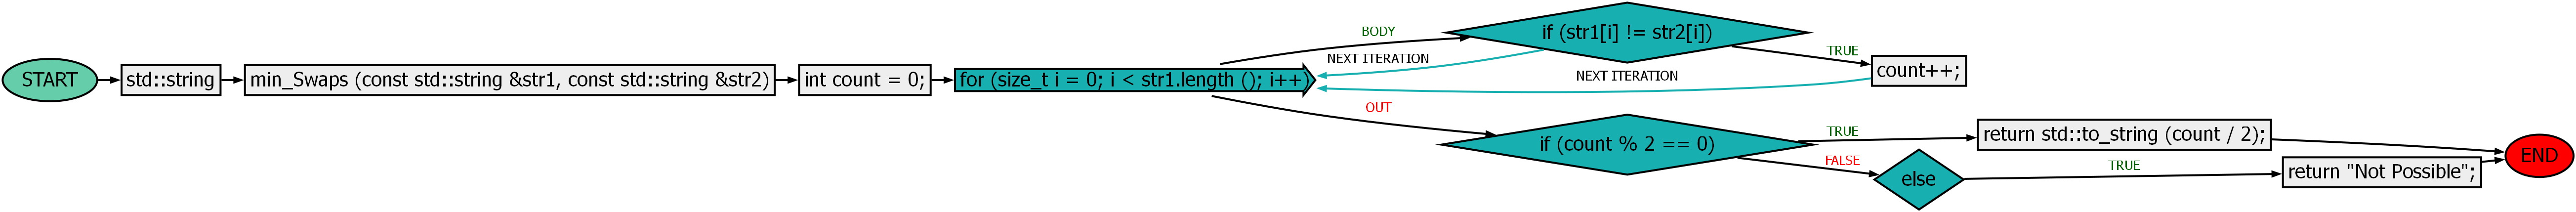 START
std::string
min_Swaps (const std::string &str1, const std::string &str2)
int count = 0;
for (size_t i = 0; i < str1.length (); i++)
BODY
if (str1[i] != str2[i])
NEXT ITERATION
TRUE
count++;
NEXT ITERATION
OUT
if (count % 2 == 0)
TRUE
return std::to_string (count / 2);
FALSE
else
TRUE
return "Not Possible";
END